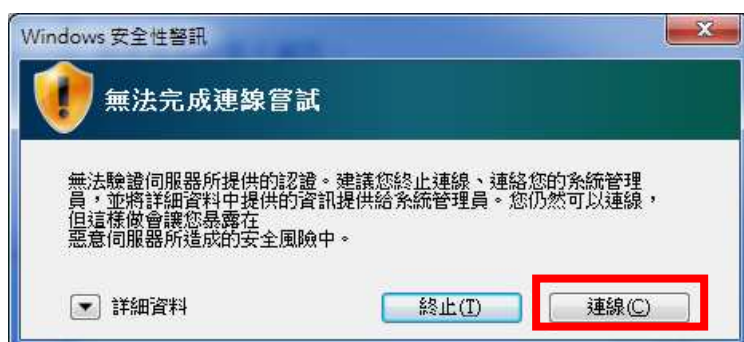 Windows 安全性警訊
無法完成連線嘗試
無法驗證伺服器所提供的認證。建議您終止連線、連絡您的系統管理
員，並將詳細資料中提供的資訊提供給系統管理員。您仍然可以連線，
但這樣做會讓您暴露在
惡意伺服器所造成的安全風險中。
詳細資料
終止(T)
連線(C)